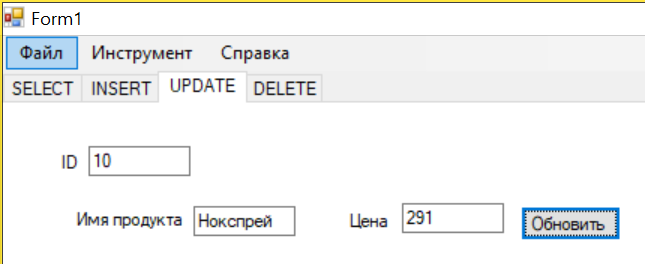 Form1
Файл Инструмент Справка
SELECT INSERT UPDATE DELETE
ID 10
Имя продукта Нокспрей Цена 291 Обновить